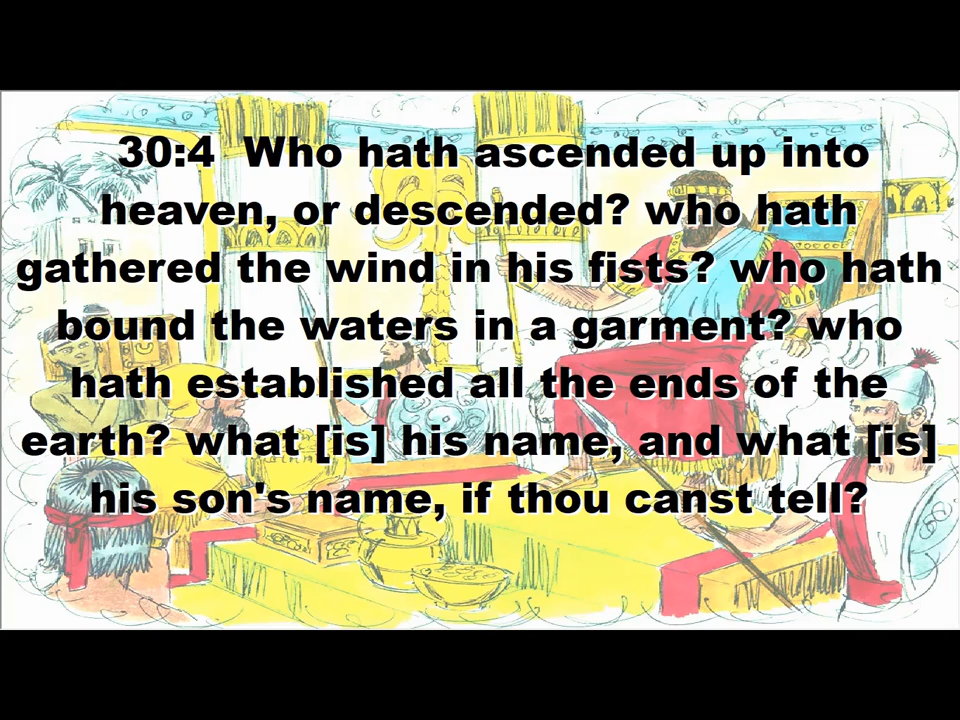 30:4 Who hath ascended up into
heaven, or descended? who hath
gathered the wind in his fists? who hath
bound the waters in a garment? who
hath established all the ends of the
earth? what [is] his name, and what [is]
his son's name, if thou canst tell?